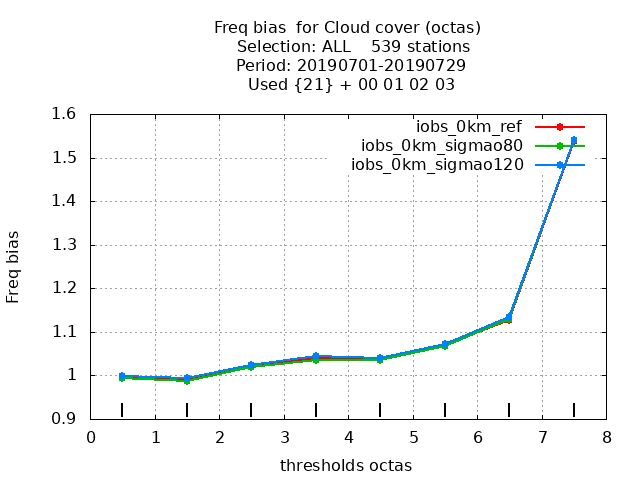 Freq bias  for Cloud cover (octas)
Selection: ALL    539 stations
Period: 20190701-20190729
Used {21} + 00 01 02 03
iobs_0km_ref
iobs_0km_sigmao80
iobs_0km_sigmao120
1.6
1.5
1.4
1.3
1.2
1.1
1
0.9
Freq bias
0 1 2 3 4 5 6 7 8
thresholds octas